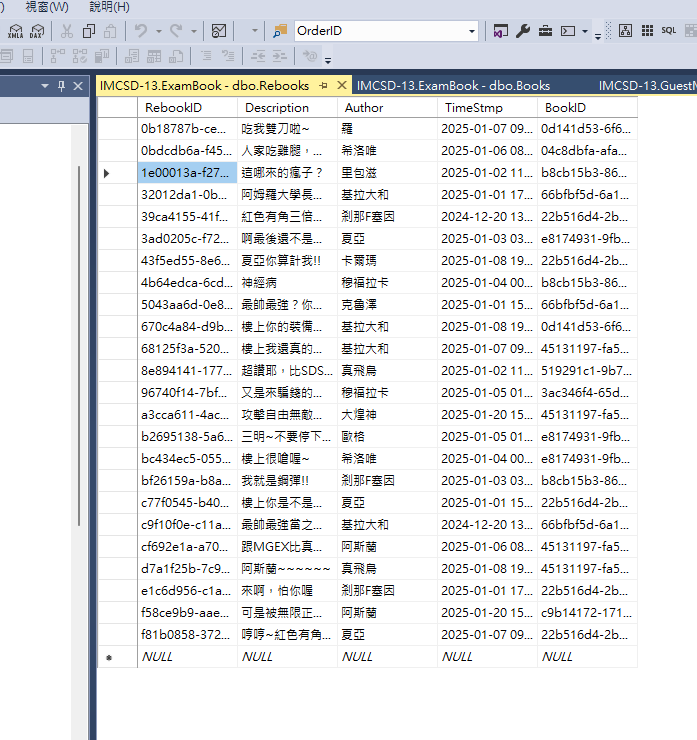 ) 視窗(W) 說明(H)
XMLA DAX OrderID SQL
IMCSD-13.ExamBook - dbo.Rebooks IMCSD-13.ExamBook - dbo.Books IMCSD-13.GuestM
RebookID Description Author TimeStmp BookID
0b18787b-ce... 吃我雙刀啦~ 羅 2025-01-07 09... 0d141d53-6f6...
0bdcdb6a-f45... 人家吃雞腿，... 希洛唯 2025-01-06 08... 04c8dbfa-afa...
1e00013a-f27... 這哪來的瘋子？ 里包滋 2025-01-02 11... b8cb15b3-86...
32012da1-0b... 阿姆羅大學長... 基拉大和 2025-01-01 17... 66bfbf5d-6a1...
39ca4155-41f... 紅色有角三倍... 剎那F塞因 2024-12-20 13... 22b516d4-2b...
3ad0205c-f72... 啊最後還不是... 夏亞 2025-01-03 03... e8174931-9fb...
43f5ed55-8e6... 夏亞你算計我!! 卡爾瑪 2025-01-08 19... 22b516d4-2b...
4b64edca-6cd... 神經病 穆福拉卡 2025-01-04 00... b8cb15b3-86...
5043aa6d-0e8... 最帥最強？你... 克魯澤 2025-01-01 15... 66bfbf5d-6a1...
670c4a84-d9b... 樓上你的裝備... 基拉大和 2025-01-08 19... 0d141d53-6f6...
68125f3a-520... 樓上我還真的... 基拉大和 2025-01-07 09... 45131197-fa5...
8e894141-177... 超讚耶，比SDS... 真飛鳥 2025-01-02 11... 519291c1-9b7...
96740f14-7bf... 又是來騙錢的... 穆福拉卡 2025-01-05 01... 3ac346f4-65d...
a3cca611-4ac... 攻擊自由無敵... 大煌神 2025-01-20 15... 45131197-fa5...
b2695138-5a6... 三明~不要停下... 歐格 2025-01-05 01... e8174931-9fb...
bc434ec5-055... 樓上很嗆喔~ 希洛唯 2025-01-04 00... e8174931-9fb...
bf26159a-b8a... 我就是鋼彈!! 剎那F塞因 2025-01-03 03... b8cb15b3-86...
c77f0545-b40... 樓上你是不是... 夏亞 2025-01-01 15... 22b516d4-2b...
c9f10f0e-c11a... 最帥最強當之... 基拉大和 2024-12-20 13... 66bfbf5d-6a1...
cf692e1a-a70... 跟MGEX比真... 阿斯蘭 2025-01-06 08... 45131197-fa5...
d7a1f25b-7c9... 阿斯蘭~~~~~~ 真飛鳥 2025-01-08 19... 45131197-fa5...
e1c6d956-c1a... 來啊，怕你喔 剎那F塞因 2025-01-01 17... 22b516d4-2b...
f58ce9b9-aae... 可是被無限正... 阿斯蘭 2025-01-20 15... c9b14172-171...
f81b0858-372... 哼哼~紅色有角... 夏亞 2025-01-07 09... 22b516d4-2b...
NULL NULL NULL NULL NULL